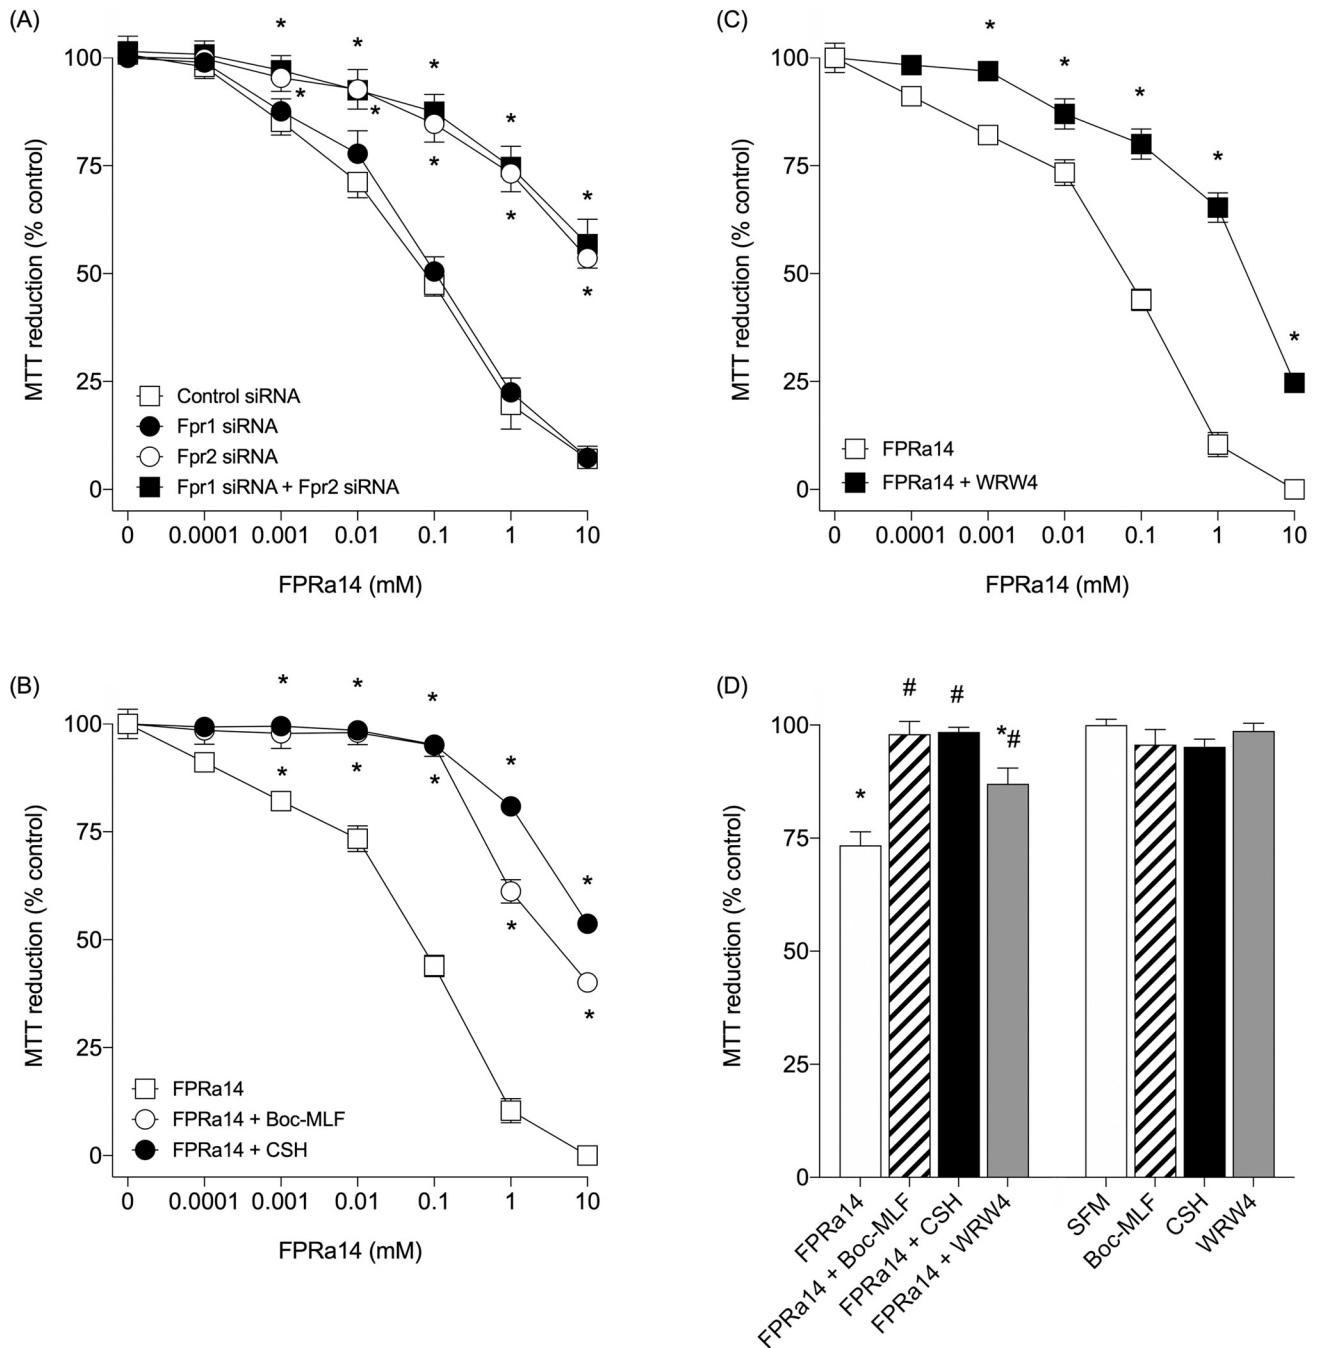 (A)
*
*
*
*
*
*
*
*
*
*
100
75
50
25
0
MTT reduction (% control)
Control siRNA
Fpr1 siRNA
Fpr2 siRNA
Fpr1 siRNA + Fpr2 siRNA
0 0.0001 0.001 0.01 0.1 1 10
FPRa14 (mM)
(C)
*
*
*
*
*
100
75
50
25
0
MTT reduction (% control)
FPRa14
FPRa14 + WRW4
0 0.0001 0.001 0.01 0.1 1 10
FPRa14 (mM)
(B)
*
*
*
*
*
*
*
*
*
*
100
75
50
25
0
MTT reduction (% control)
FPRa14
FPRa14 + Boc-MLF
FPRa14 + CSH
0 0.0001 0.001 0.01 0.1 1 10
FPRa14 (mM)
(D)
*
#
#
*#
100
75
50
25
0
MTT reduction (% control)
FPRa14
FPRa14 + Boc-MLF
FPRa14 + CSH
FPRa14 + WRW4
SFM
Boc-MLF
CSH
WRW4